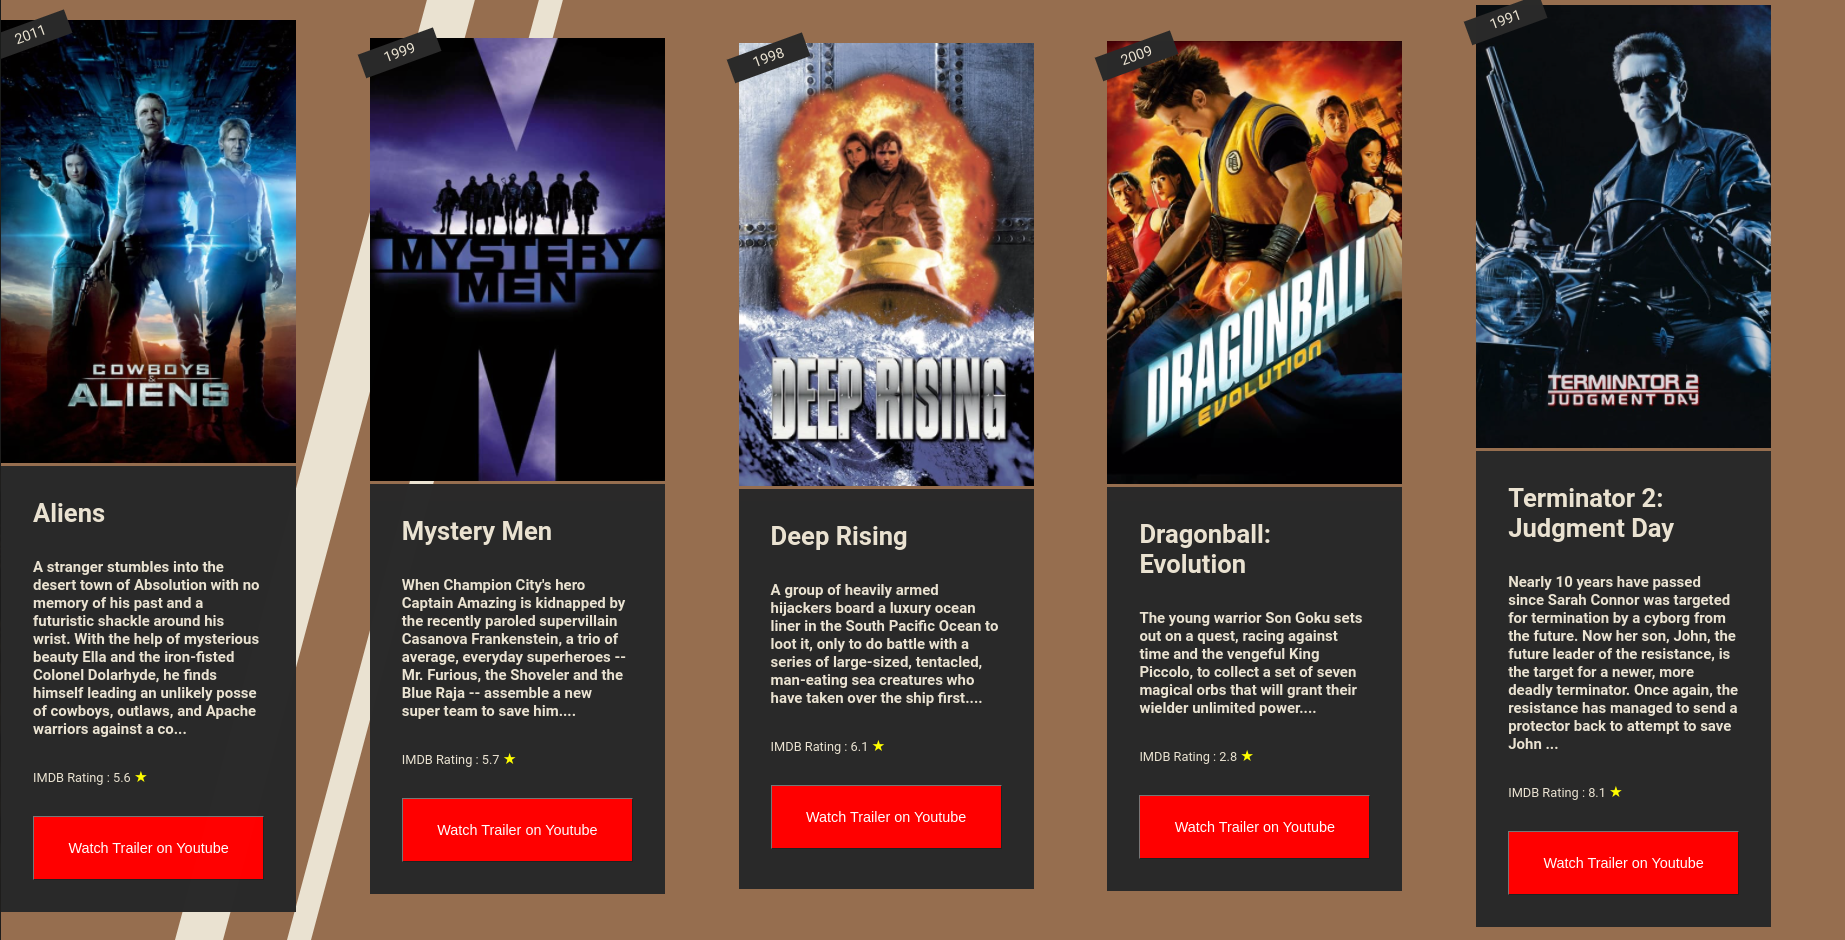 2011
COWBOYS
&
ALIENS
Aliens
A stranger stumbles into the
desert town of Absolution with no
memory of his past and a
futuristic shackle around his
wrist. With the help of mysterious
beauty Ella and the iron-fisted
Colonel Dolarhyde, he finds
himself leading an unlikely posse
of cowboys, outlaws, and Apache
warriors against a co...
IMDB Rating : 5.6 ★
Watch Trailer on Youtube
1999
MYSTERY
MEN
Mystery Men
When Champion City's hero
Captain Amazing is kidnapped by
the recently paroled supervillain
Casanova Frankenstein, a trio of
average, everyday superheroes --
Mr. Furious, the Shoveler and the
Blue Raja -- assemble a new
super team to save him....
IMDB Rating : 5.7 ★
Watch Trailer on Youtube
1998
DEEP RISING
Deep Rising
A group of heavily armed
hijackers board a luxury ocean
liner in the South Pacific Ocean to
loot it, only to do battle with a
series of large-sized, tentacled,
man-eating sea creatures who
have taken over the ship first....
IMDB Rating : 6.1 ★
Watch Trailer on Youtube
2009
DRAGONBALL
EVOLUTION
Dragonball:
Evolution
The young warrior Son Goku sets
out on a quest, racing against
time and the vengeful King
Piccolo, to collect a set of seven
magical orbs that will grant their
wielder unlimited power....
IMDB Rating : 2.8 ★
Watch Trailer on Youtube
1991
TERMINATOR 2
JUDGMENT DAY
Terminator 2:
Judgment Day
Nearly 10 years have passed
since Sarah Connor was targeted
for termination by a cyborg from
the future. Now her son, John, the
future leader of the resistance, is
the target for a newer, more
deadly terminator. Once again, the
resistance has managed to send a
protector back to attempt to save
John ...
IMDB Rating : 8.1 ★
Watch Trailer on Youtube